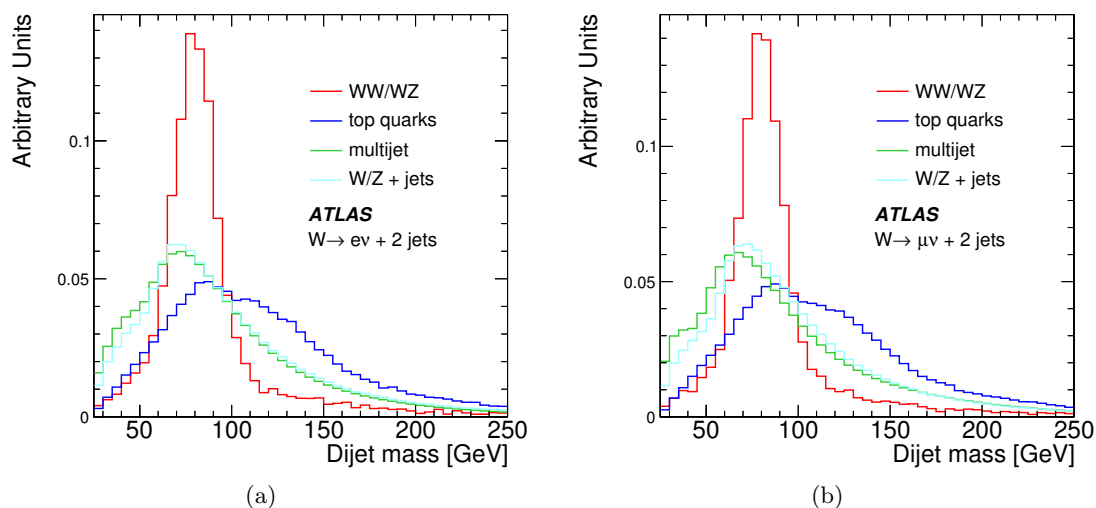 Arbitrary Units
0.1
0.05
0
WW/WZ
top quarks
multijet
W/Z + jets
ATLAS
W→ eν + 2 jets
50 100 150 200 250
Dijet mass [GeV]
(a)
Arbitrary Units
0.1
0.05
0
WW/WZ
top quarks
multijet
W/Z + jets
ATLAS
W→ μν + 2 jets
50 100 150 200 250
Dijet mass [GeV]
(b)